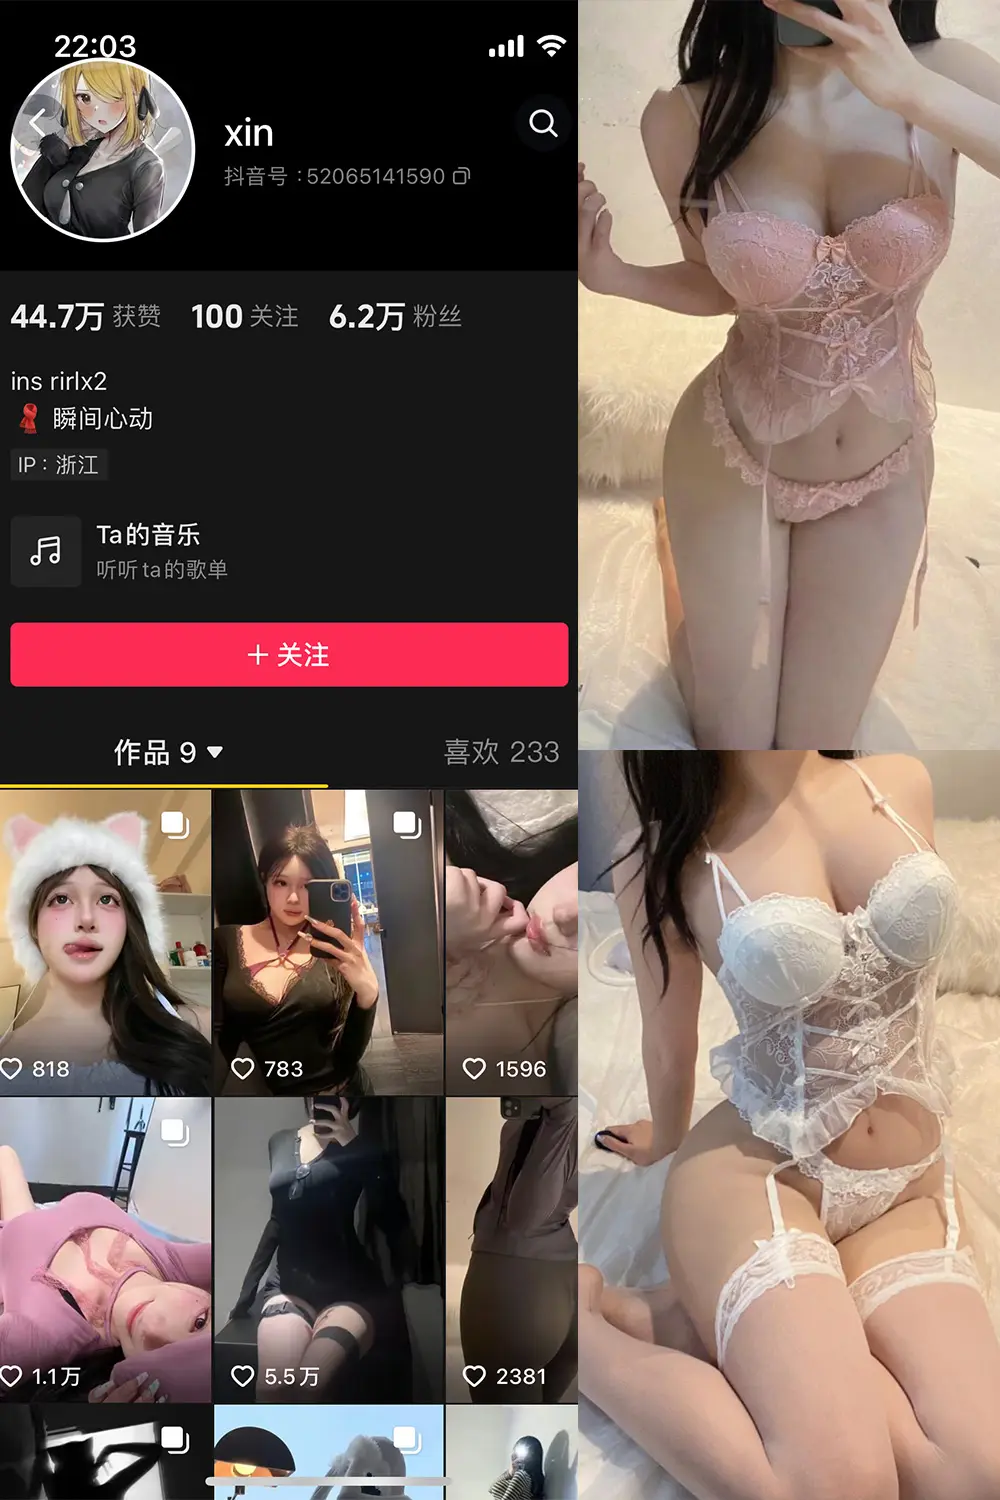 22:03
xin
抖音号：52065141590
44.7万 获赞 100 关注 6.2万 粉丝
ins rirlx2
瞬间心动
IP：浙江
Ta的音乐
听听ta的歌单
+ 关注
作品 9 喜欢 233
818 783 1596
1.1万 5.5万 2381